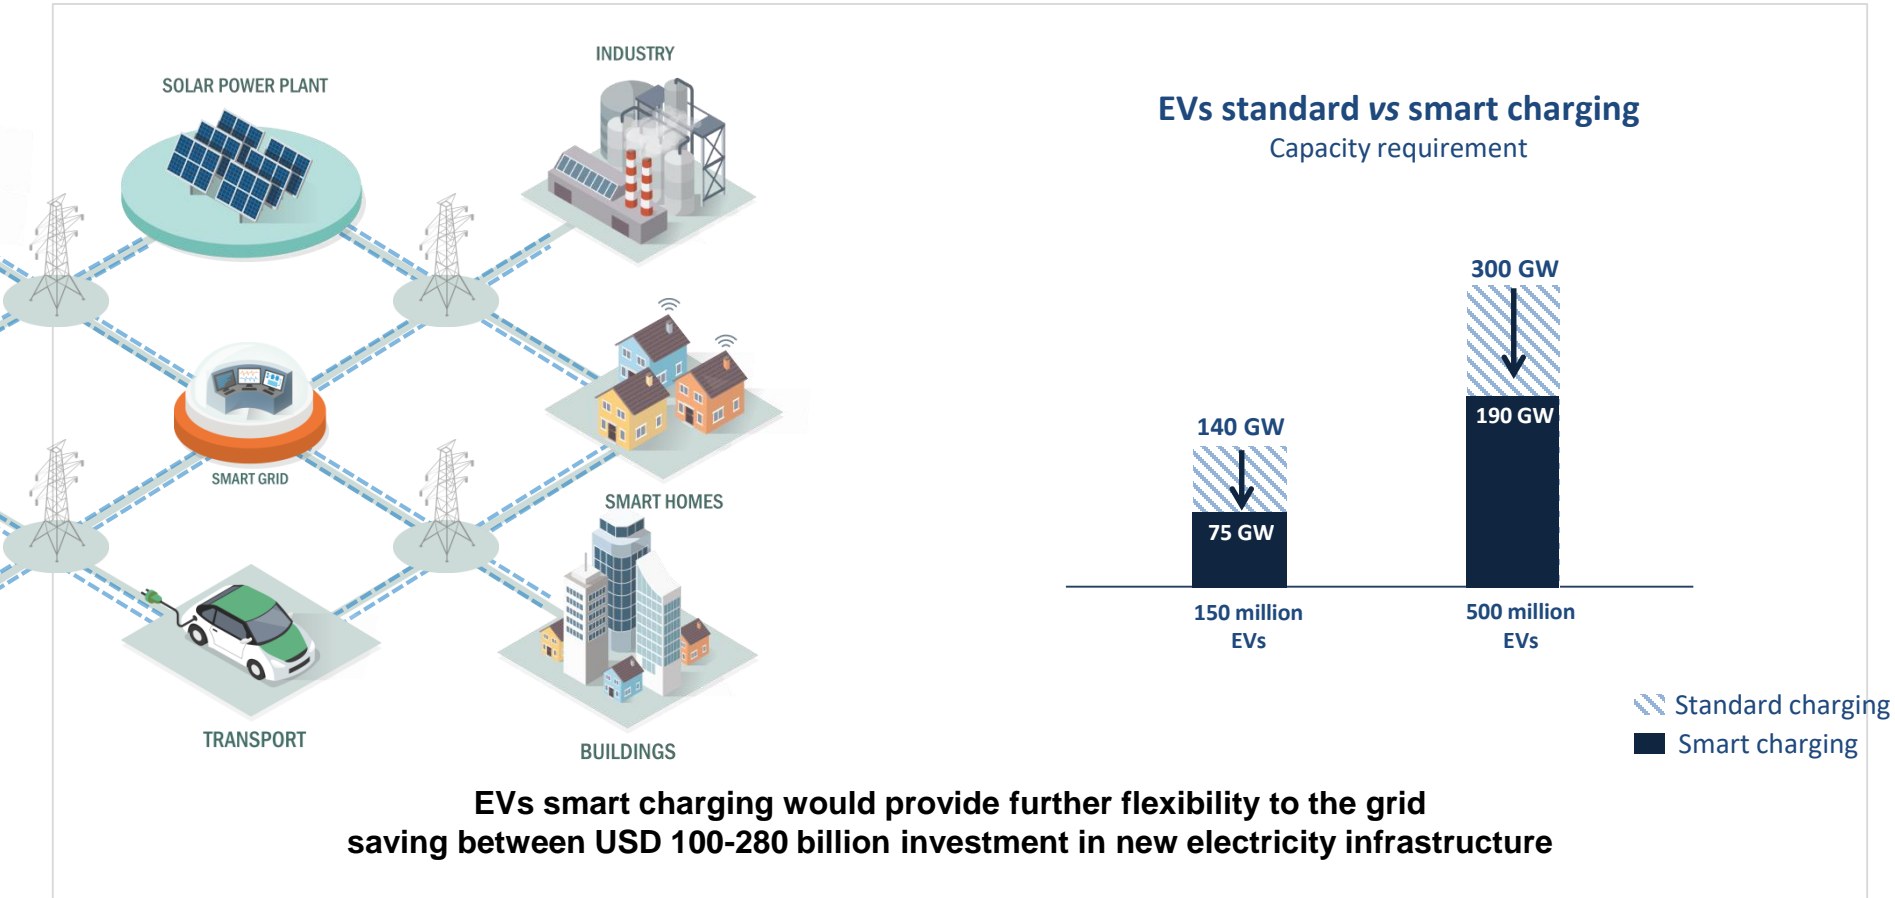 INDUSTRY
SOLAR POWER PLANT
SMART GRID
SMART HOMES
TRANSPORT
BUILDINGS
EVs standard vs smart charging
Capacity requirement
300 GW
190 GW
140 GW
75 GW
150 million
EVs
500 million
EVs
Standard charging
Smart charging
EVs smart charging would provide further flexibility to the grid
saving between USD 100-280 billion investment in new electricity infrastructure